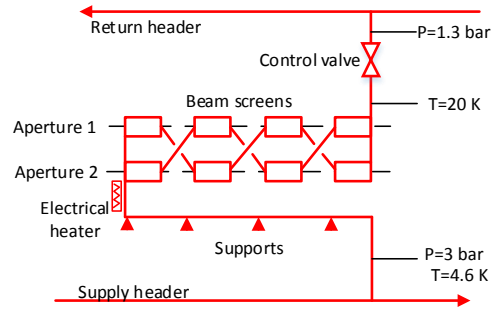 Return header
P=1.3 bar
Control valve
Beam screens
T=20 K
Aperture 1
Aperture 2
Electrical
heater
Supports
P=3 bar
T=4.6 K
Supply header